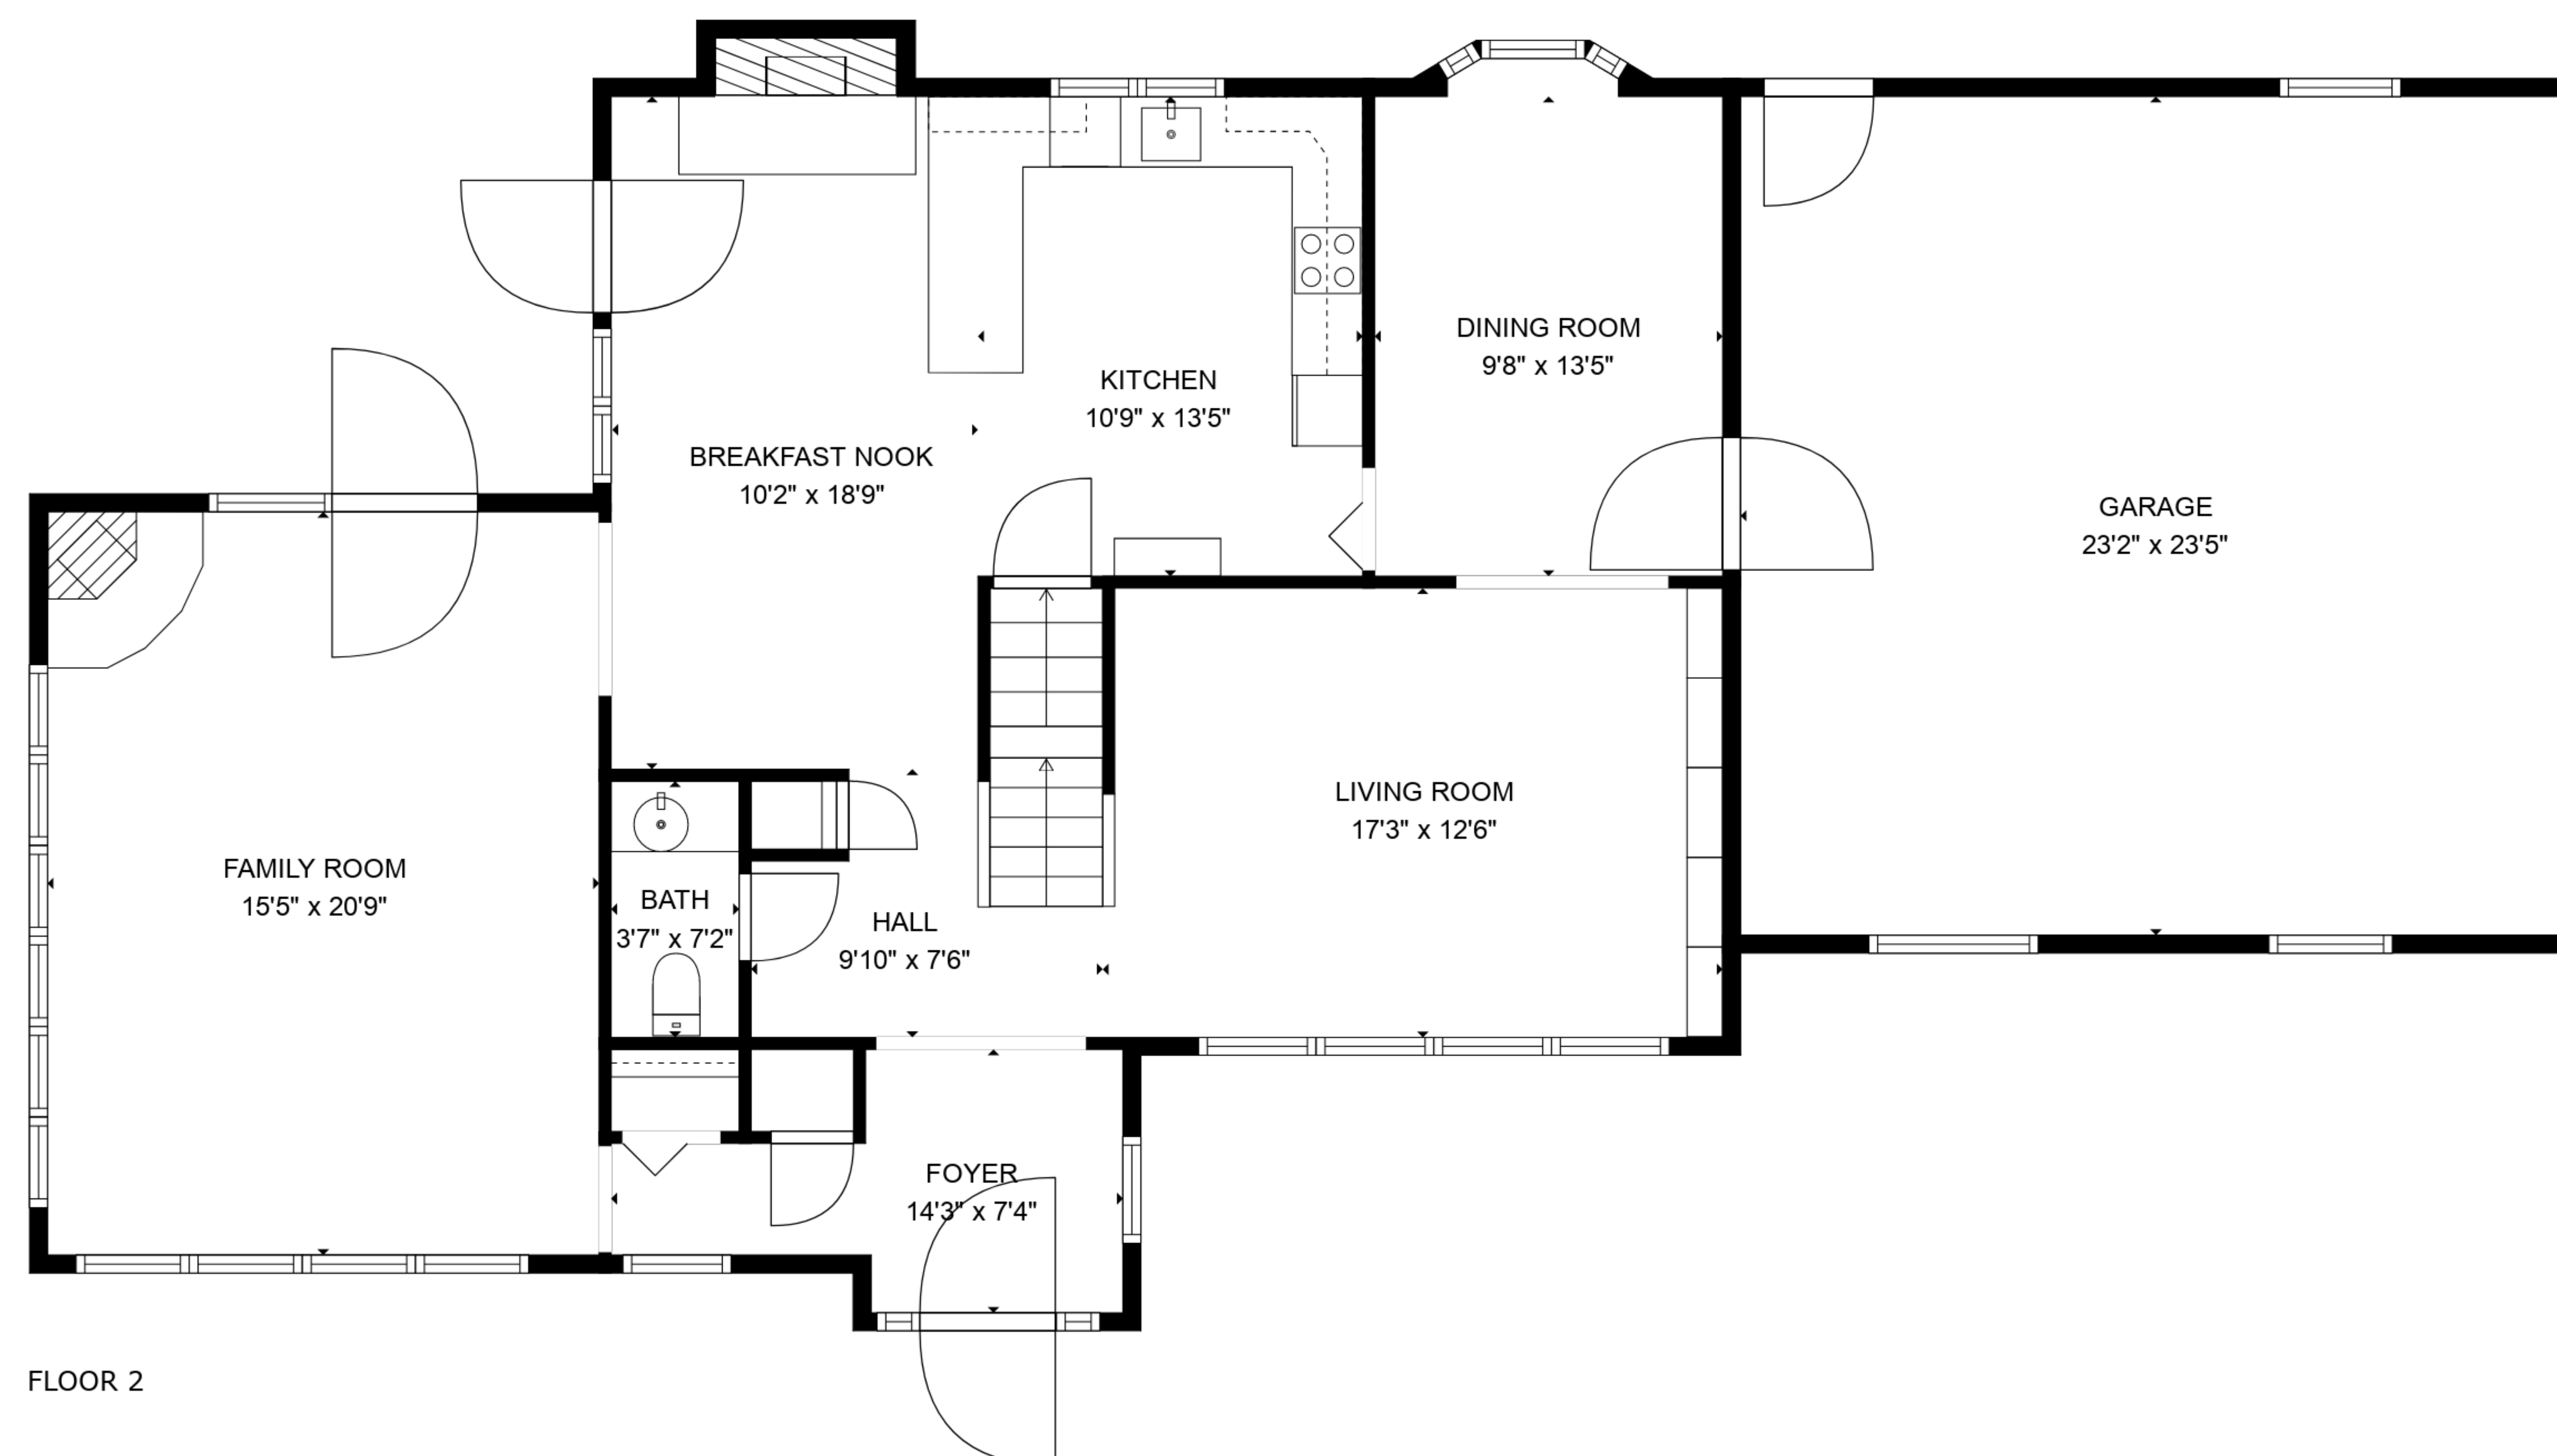 DINING ROOM
9'8" x 13'5"
KITCHEN
10'9" x 13'5"
BREAKFAST NOOK
10'2" x 18'9"
GARAGE
23'2" x 23'5"
LIVING ROOM
17'3" x 12'6"
FAMILY ROOM
15'5" x 20'9"
BATH
3'7" x 7'2"
HALL
9'10" x 7'6"
FOYER
14'3" x 7'4"
FLOOR 2